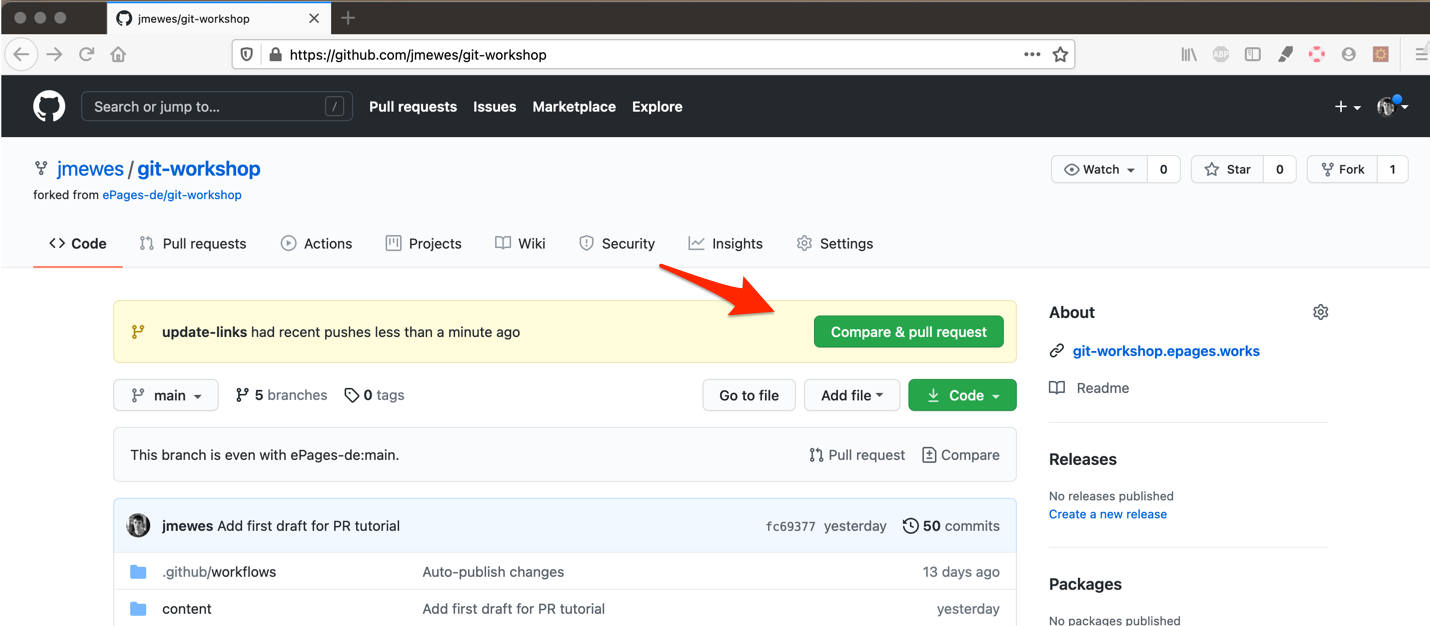 jmewes/git-workshop
https://github.com/jmewes/git-workshop
ABP
Search or jump to... / Pull requests Issues Marketplace Explore
jmewes / git-workshop
Watch 0 Star 0 Fork 1
forked from ePages-de/git-workshop
Code Pull requests Actions Projects Wiki Security Insights Settings
update-links had recent pushes less than a minute ago Compare & pull request
About
git-workshop.epages.works
Readme
main 5 branches 0 tags Go to file Add file Code
This branch is even with ePages-de:main. Pull request Compare
Releases
No releases published
Create a new release
jmewes Add first draft for PR tutorial fc69377 yesterday 50 commits
.github/workflows Auto-publish changes 13 days ago
content Add first draft for PR tutorial yesterday
Packages
No packages published